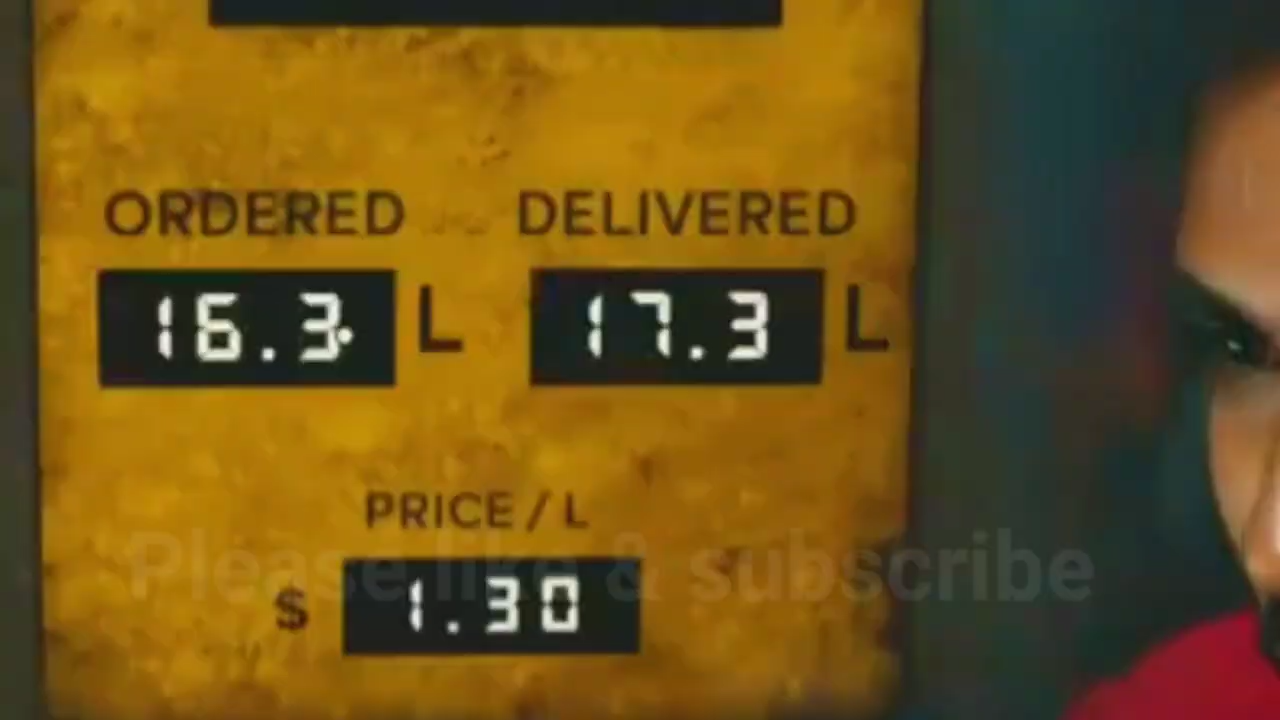 ORDERED DELIVERED
16.3 L 17.3 L
PRICE / L
$ 1.30
Please like & subscribe